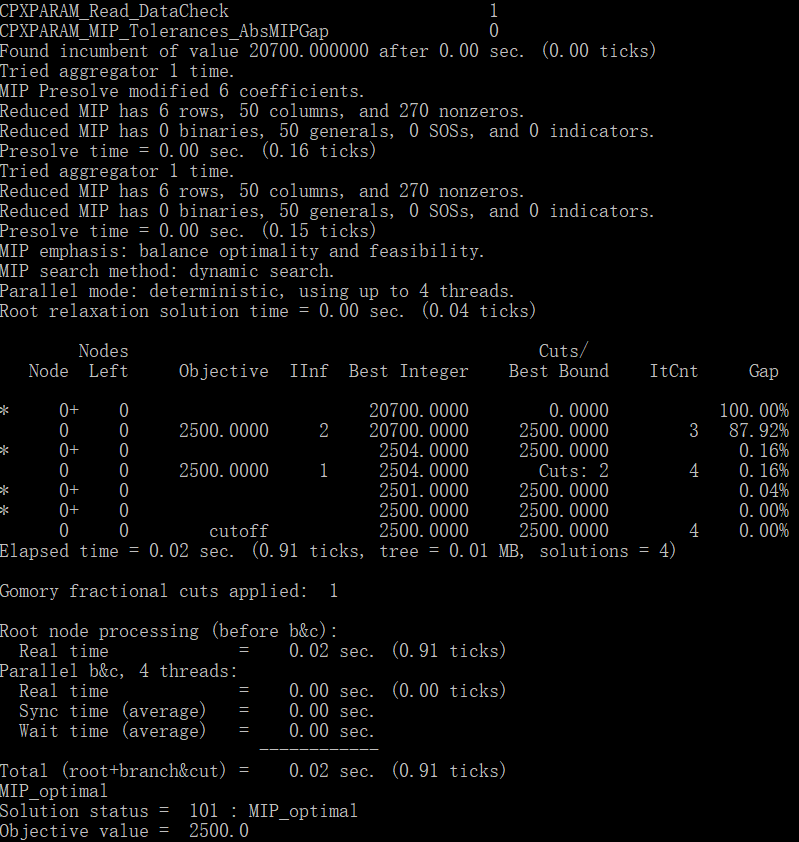 CPXPARAM_Read_DataCheck                          1
CPXPARAM_MIP_Tolerances_AbsMIPGap                0
Found incumbent of value 20700.000000 after 0.00 sec. (0.00 ticks)
Tried aggregator 1 time.
MIP Presolve modified 6 coefficients.
Reduced MIP has 6 rows, 50 columns, and 270 nonzeros.
Reduced MIP has 0 binaries, 50 generals, 0 SOSs, and 0 indicators.
Presolve time = 0.00 sec. (0.16 ticks)
Tried aggregator 1 time.
Reduced MIP has 6 rows, 50 columns, and 270 nonzeros.
Reduced MIP has 0 binaries, 50 generals, 0 SOSs, and 0 indicators.
Presolve time = 0.00 sec. (0.15 ticks)
MIP emphasis: balance optimality and feasibility.
MIP search method: dynamic search.
Parallel mode: deterministic, using up to 4 threads.
Root relaxation solution time = 0.00 sec. (0.04 ticks)
        Nodes                                         Cuts/
   Node  Left     Objective  IInf  Best Integer    Best Bound    ItCnt     Gap
*     0+    0                        20700.0000        0.0000           100.00%
      0     0     2500.0000     2    20700.0000     2500.0000        3   87.92%
*     0+    0                         2504.0000     2500.0000             0.16%
      0     0     2500.0000     1     2504.0000       Cuts: 2        4    0.16%
*     0+    0                         2501.0000     2500.0000             0.04%
*     0+    0                         2500.0000     2500.0000             0.00%
      0     0        cutoff           2500.0000     2500.0000        4    0.00%
Elapsed time = 0.02 sec. (0.91 ticks, tree = 0.01 MB, solutions = 4)
Gomory fractional cuts applied:  1
Root node processing (before b&c):
  Real time             =    0.02 sec. (0.91 ticks)
Parallel b&c, 4 threads:
  Real time             =    0.00 sec. (0.00 ticks)
  Sync time (average)   =    0.00 sec.
  Wait time (average)   =    0.00 sec.
                          ------------
Total (root+branch&cut) =    0.02 sec. (0.91 ticks)
MIP_optimal
Solution status =  101 : MIP_optimal
Objective value =  2500.0